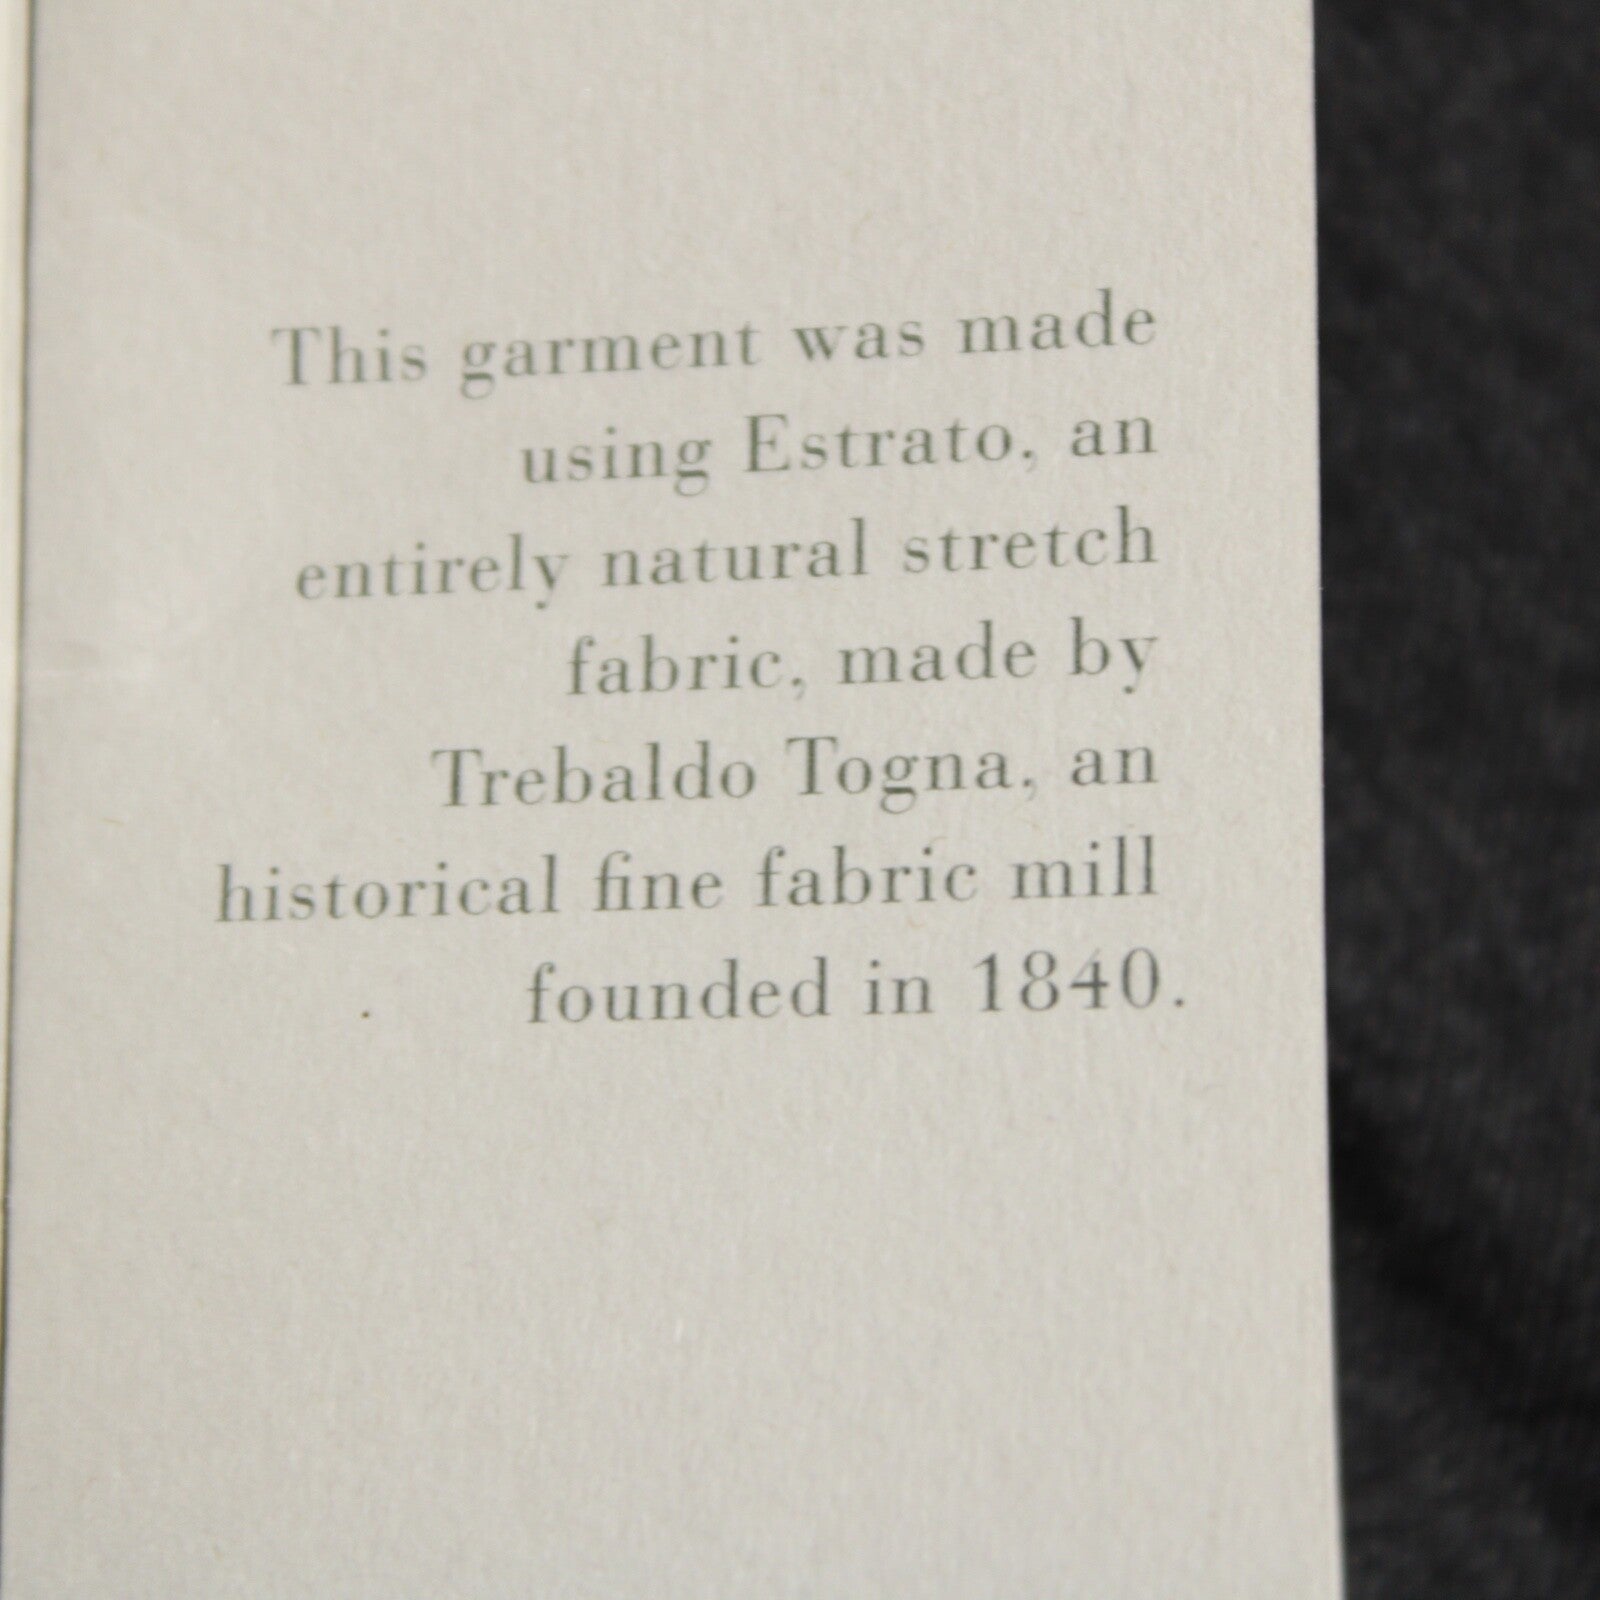 This garment was made
using Estrato, an
entirely natural stretch
fabric, made by
Trebaldo Togna, an
historical fine fabric mill
founded in 1840.